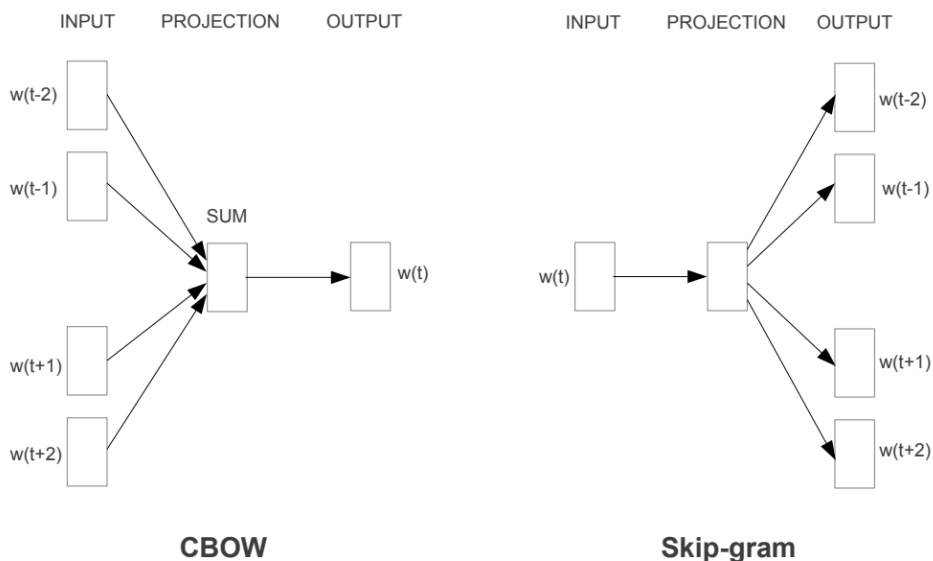 INPUT PROJECTION OUTPUT
w(t-2)
w(t-1)
SUM
w(t)
w(t+1)
w(t+2)
CBOW
INPUT PROJECTION OUTPUT
w(t-2)
w(t-1)
w(t)
w(t+1)
w(t+2)
Skip-gram